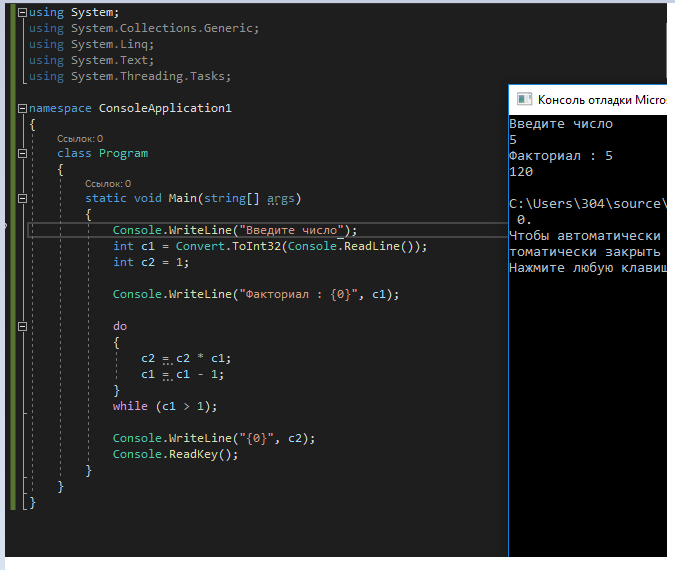 using System;
using System.Collections.Generic;
using System.Linq;
using System.Text;
using System.Threading.Tasks;
namespace ConsoleApplication1
{
Ссылок: 0
class Program
{
Ссылок: 0
static void Main(string[] args)
{
Console.WriteLine("Введите число");
int c1 = Convert.ToInt32(Console.ReadLine());
int c2 = 1;
Console.WriteLine("Факториал : {0}", c1);
do
{
c2 = c2 * c1;
c1 = c1 - 1;
}
while (c1 > 1);
Console.WriteLine("{0}", c2);
Console.ReadKey();
}
}
}
Консоль отладки Micros
Введите число
5
Факториал : 5
120
C:\Users\304\source\
0.
Чтобы автоматически
томатически закрыть
Нажмите любую клавиш